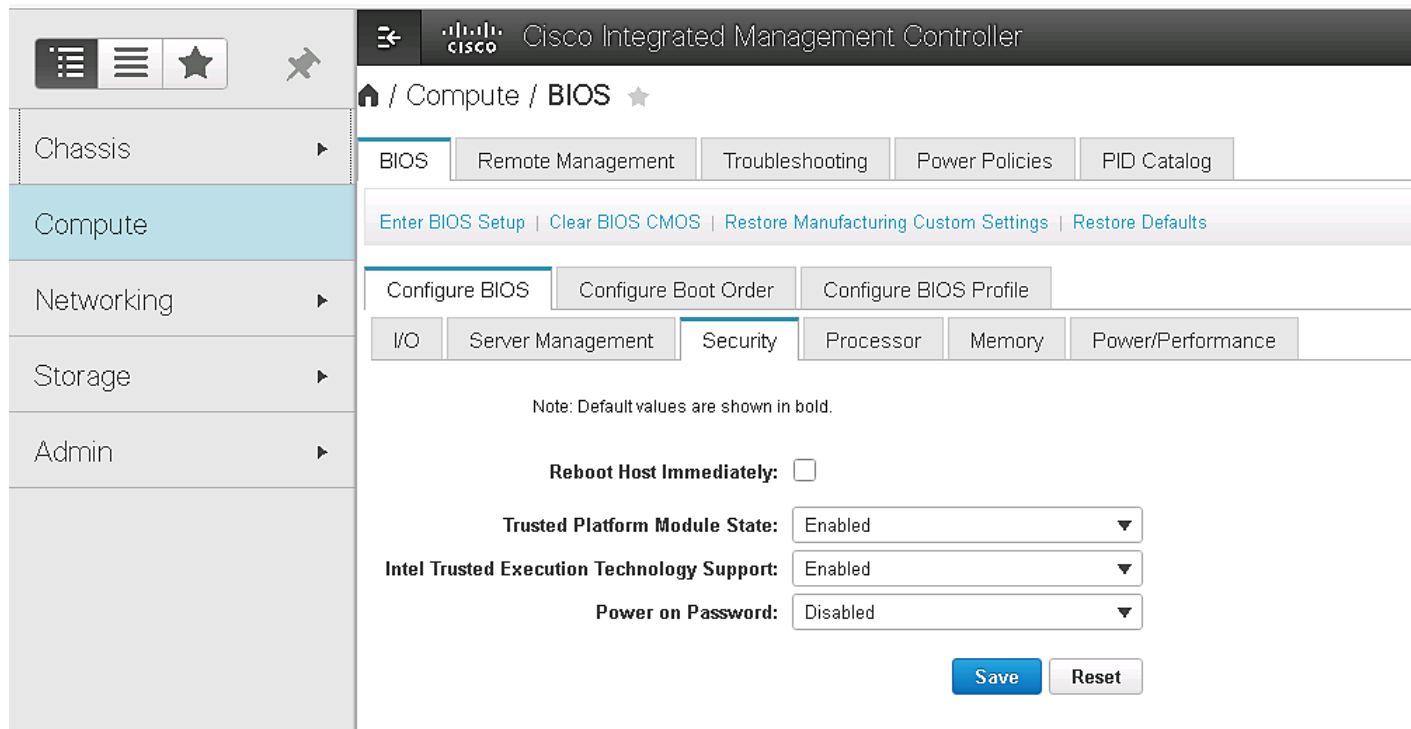 cisco Cisco Integrated Management Controller
/ Compute / BIOS
Chassis
Compute
Networking
Storage
Admin
BIOS Remote Management Troubleshooting Power Policies PID Catalog
Enter BIOS Setup | Clear BIOS CMOS | Restore Manufacturing Custom Settings | Restore Defaults
Configure BIOS Configure Boot Order Configure BIOS Profile
I/O Server Management Security Processor Memory Power/Performance
Note: Default values are shown in bold.
Reboot Host Immediately:
Trusted Platform Module State: Enabled
Intel Trusted Execution Technology Support: Enabled
Power on Password: Disabled
Save Reset